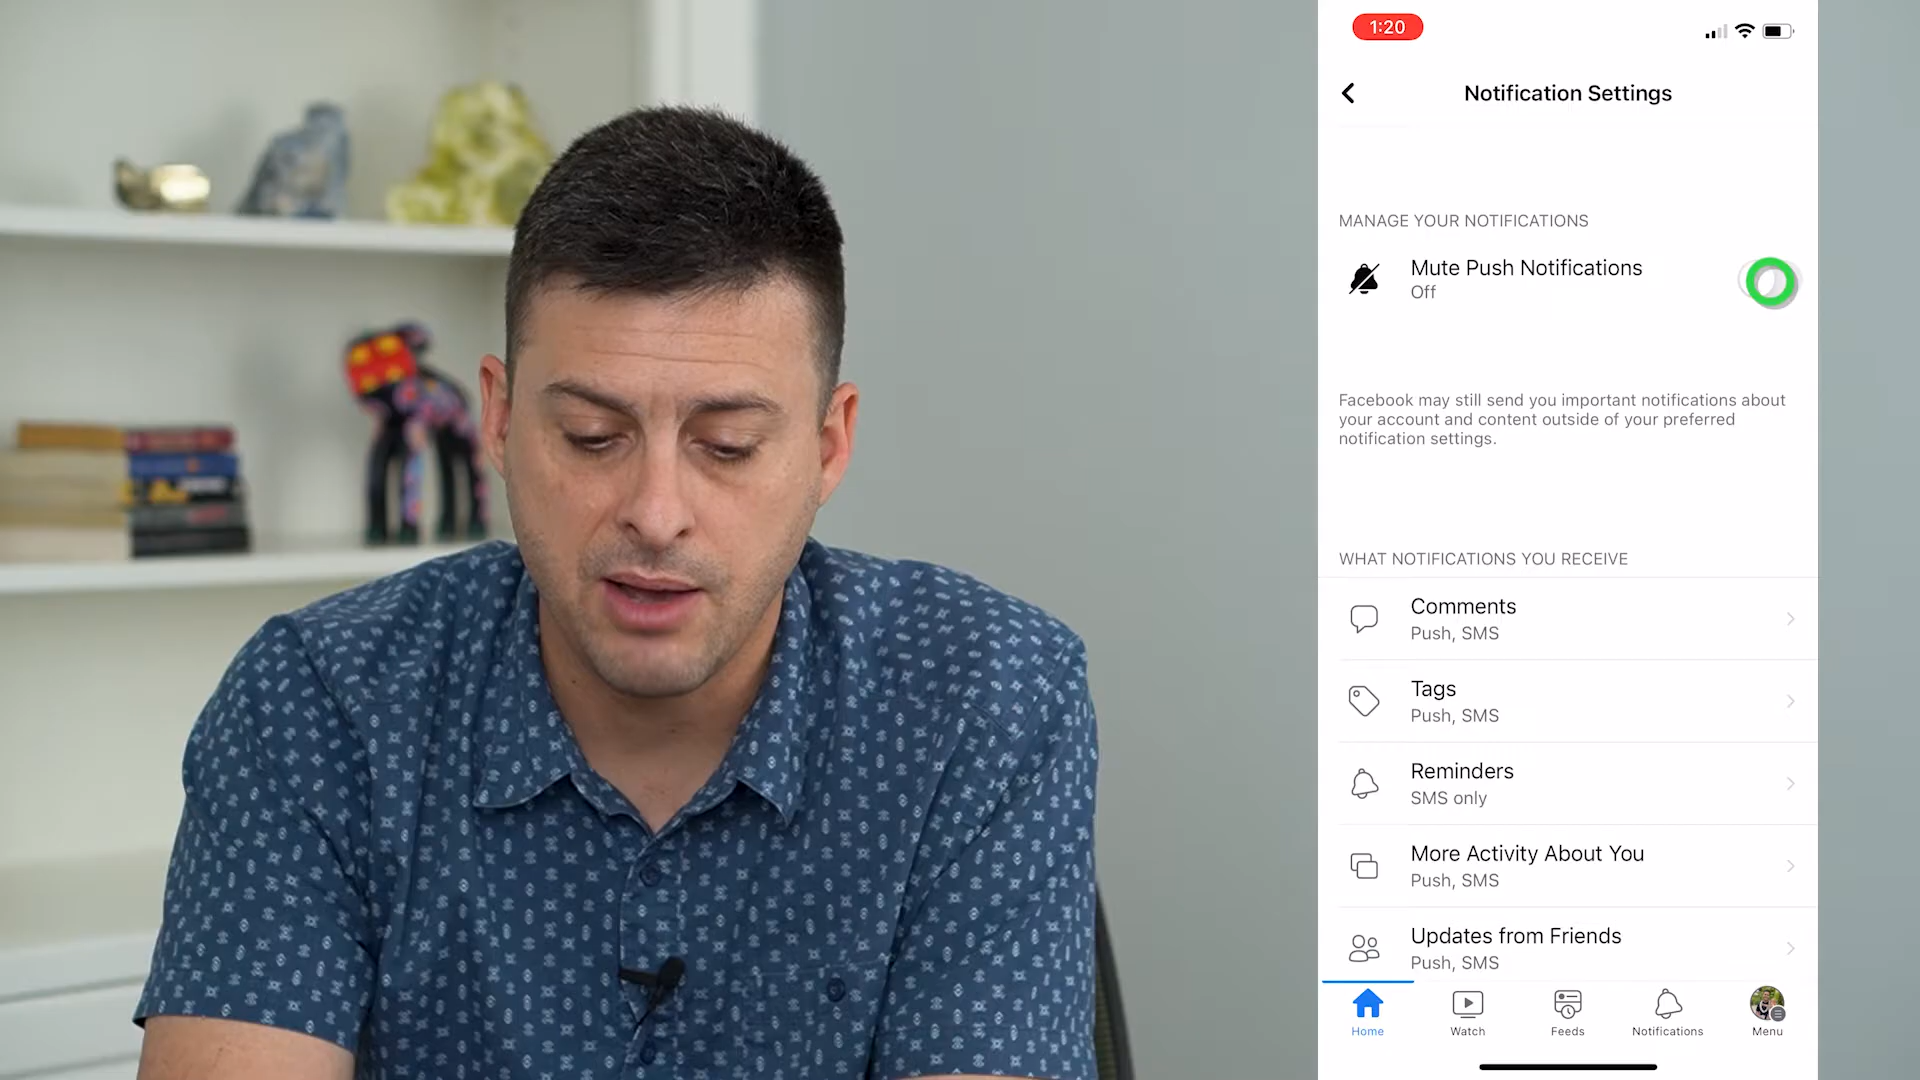 1:20
Notification Settings
MANAGE YOUR NOTIFICATIONS
Mute Push Notifications
Off
Facebook may still send you important notifications about
your account and content outside of your preferred
notification settings.
WHAT NOTIFICATIONS YOU RECEIVE
Comments
Push, SMS
Tags
Push, SMS
Reminders
SMS only
More Activity About You
Push, SMS
Updates from Friends
Push, SMS
Home
Watch
Feeds
Notifications
Menu